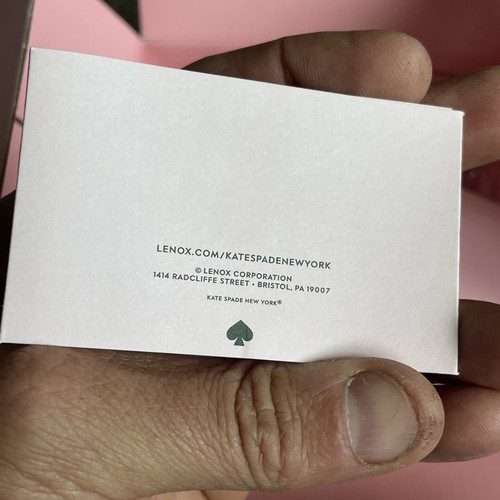 LENOX.COM/KATESPADENEWYORK
© LENOX CORPORATION
1414 RADCLIFFE STREET • BRISTOL, PA 19007
KATE SPADE NEW YORK®